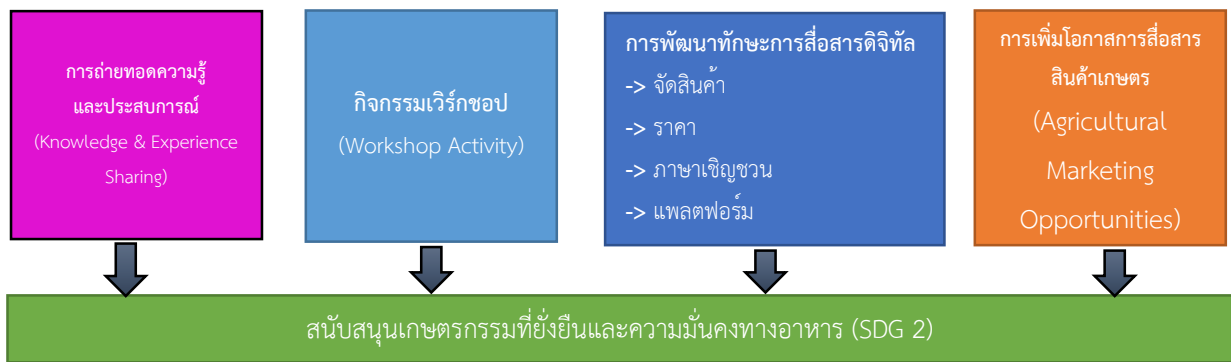 การถ่ายทอดความรู้
และประสบการณ์
(Knowledge & Experience
Sharing)
กิจกรรมเวิร์กชอป
(Workshop Activity)
การพัฒนาทักษะการสื่อสารดิจิทัล
-> จัดสินค้า
-> ราคา
-> ภาษาเชิญชวน
-> แพลตฟอร์ม
การเพิ่มโอกาสการสื่อสาร
สินค้าเกษตร
(Agricultural
Marketing
Opportunities)
สนับสนุนเกษตรกรรมที่ยั่งยืนและความมั่นคงทางอาหาร (SDG 2)